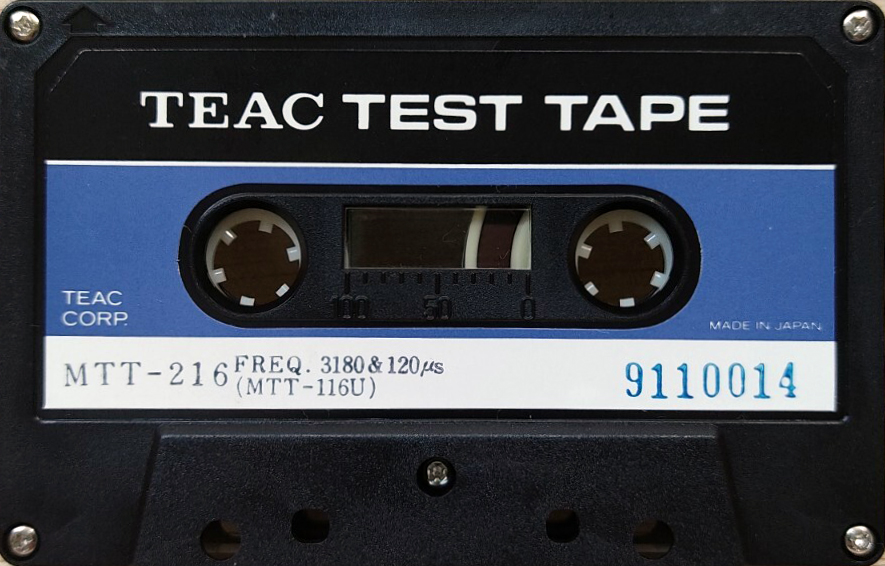 TEAC TEST TAPE
100 50 0
TEAC
CORP.
MADE IN JAPAN
MTT-216 FREQ. 3180&120μs
(MTT-116U)
9110014